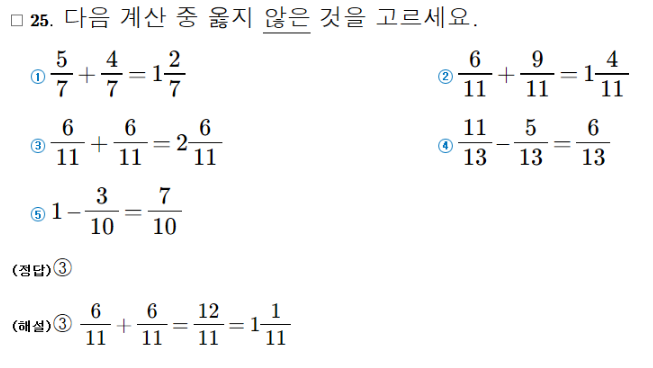 □ 25. 다음 계산 중 옳지 않은 것을 고르세요.
① 5/7 + 4/7 = 1 2/7 ② 6/11 + 9/11 = 1 4/11
③ 6/11 + 6/11 = 2 6/11 ④ 11/13 − 5/13 = 6/13
⑤ 1 − 3/10 = 7/10
(정답)③
(해설)③ 6/11 + 6/11 = 12/11 = 1 1/11